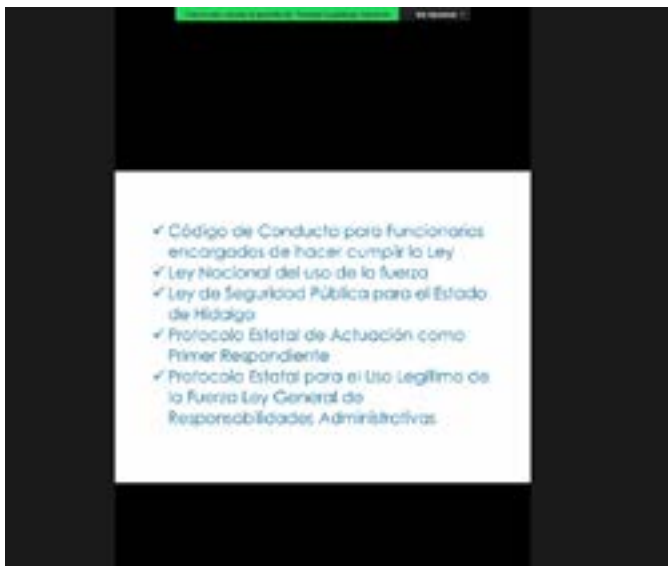 ✓ Código de Conducta para Funcionarios
encargados de hacer cumplir la Ley
✓ Ley Nacional del uso de la fuerza
✓ Ley de Seguridad Pública para el Estado
de Hidalgo
✓ Protocolo Estatal de Actuación como
Primer Respondiente
✓ Protocolo Estatal para el Uso Legítimo de
la Fuerza Ley General de
Responsabilidades Administrativas